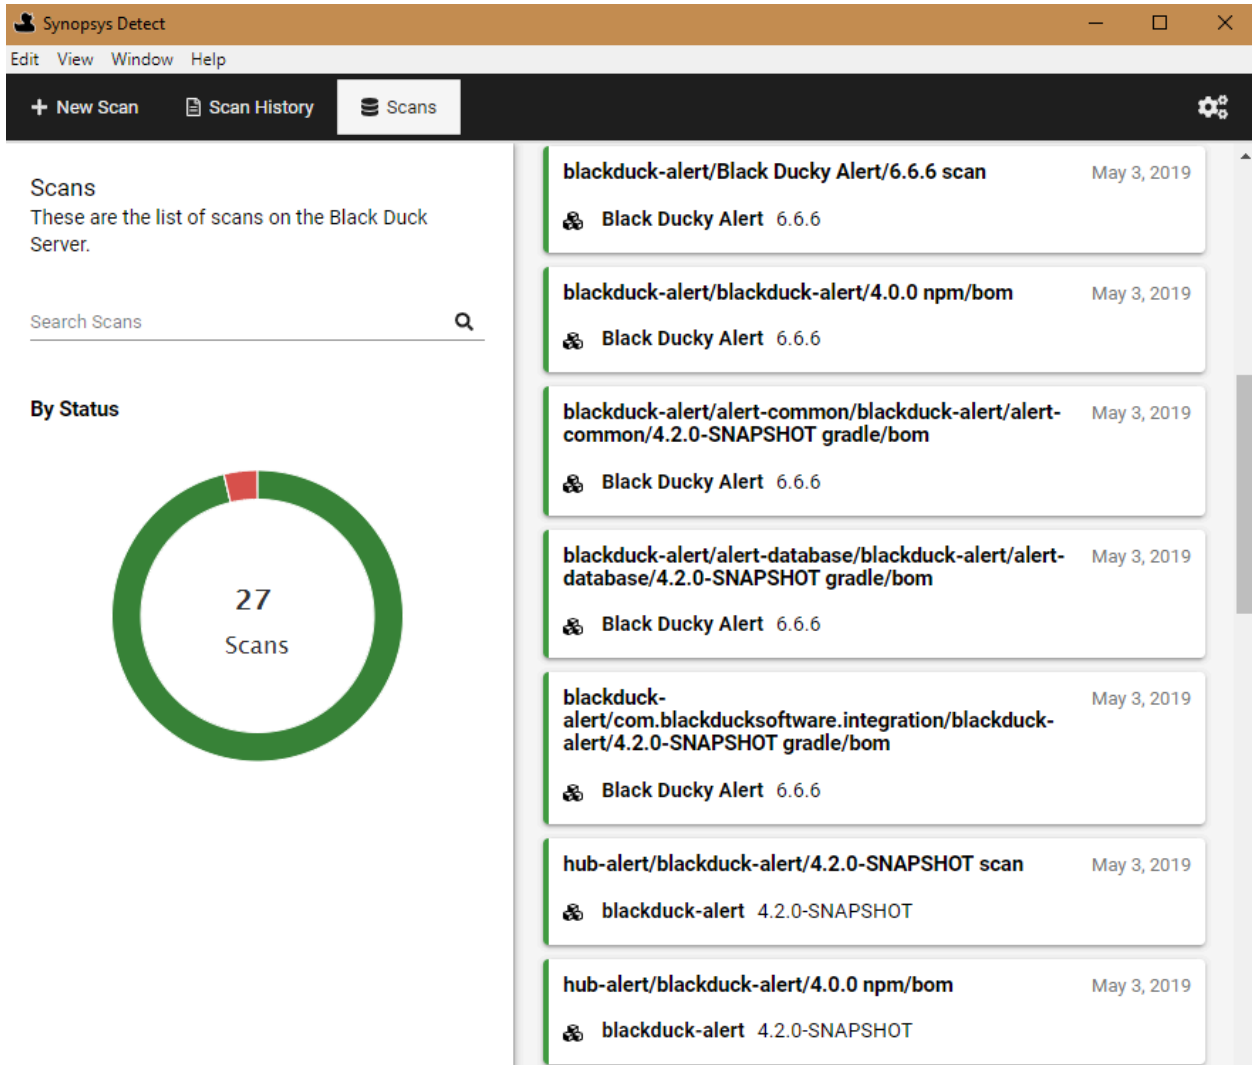 Synopsys Detect
Edit View Window Help
New Scan Scan History Scans
Scans
These are the list of scans on the Black Duck
Server.
Search Scans
By Status
27
Scans
blackduck-alert/Black Ducky Alert/6.6.6 scan May 3, 2019
Black Ducky Alert 6.6.6
blackduck-alert/blackduck-alert/4.0.0 npm/bom May 3, 2019
Black Ducky Alert 6.6.6
blackduck-alert/alert-common/blackduck-alert/alert- May 3, 2019
common/4.2.0-SNAPSHOT gradle/bom
Black Ducky Alert 6.6.6
blackduck-alert/alert-database/blackduck-alert/alert- May 3, 2019
database/4.2.0-SNAPSHOT gradle/bom
Black Ducky Alert 6.6.6
blackduck- May 3, 2019
alert/com.blackducksoftware.integration/blackduck-
alert/4.2.0-SNAPSHOT gradle/bom
Black Ducky Alert 6.6.6
hub-alert/blackduck-alert/4.2.0-SNAPSHOT scan May 3, 2019
blackduck-alert 4.2.0-SNAPSHOT
hub-alert/blackduck-alert/4.0.0 npm/bom May 3, 2019
blackduck-alert 4.2.0-SNAPSHOT